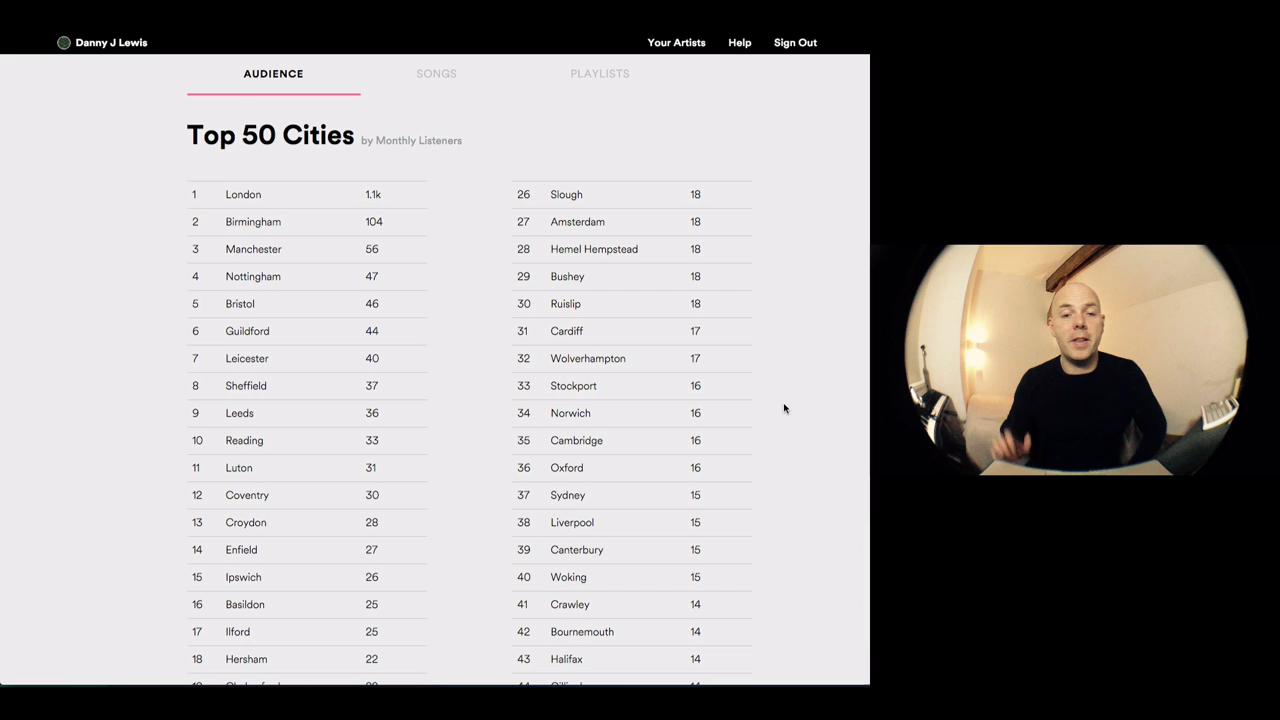 Danny J Lewis
Your Artists Help Sign Out
AUDIENCE SONGS PLAYLISTS
Top 50 Cities by Monthly Listeners
1 London 1.1k
2 Birmingham 104
3 Manchester 56
4 Nottingham 47
5 Bristol 46
6 Guildford 44
7 Leicester 40
8 Sheffield 37
9 Leeds 36
10 Reading 33
11 Luton 31
12 Coventry 30
13 Croydon 28
14 Enfield 27
15 Ipswich 26
16 Basildon 25
17 Ilford 25
18 Hersham 22
26 Slough 18
27 Amsterdam 18
28 Hemel Hempstead 18
29 Bushey 18
30 Ruislip 18
31 Cardiff 17
32 Wolverhampton 17
33 Stockport 16
34 Norwich 16
35 Cambridge 16
36 Oxford 16
37 Sydney 15
38 Liverpool 15
39 Canterbury 15
40 Woking 15
41 Crawley 14
42 Bournemouth 14
43 Halifax 14